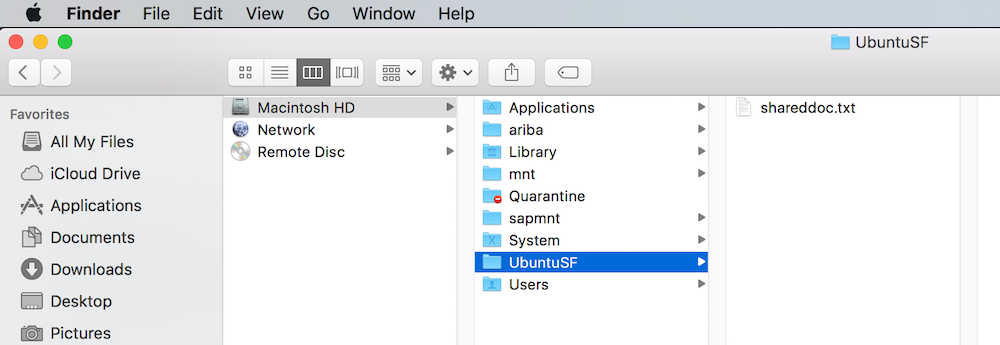 Finder File Edit View Go Window Help
UbuntuSF
Favorites
All My Files
iCloud Drive
Applications
Documents
Downloads
Desktop
Pictures
Macintosh HD
Network
Remote Disc
Applications
ariba
Library
mnt
Quarantine
sapmnt
System
UbuntuSF
Users
shareddoc.txt